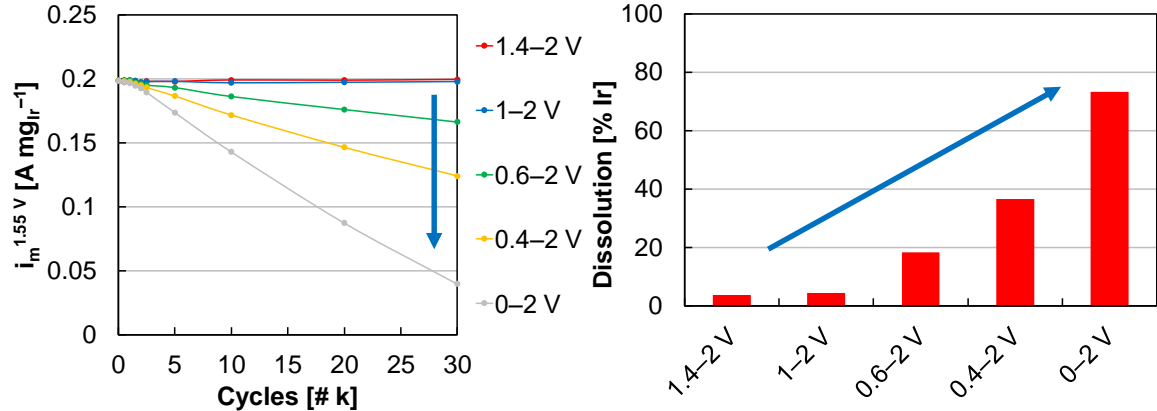 0.25
0.2
0.15
0.1
0.05
0
0 5 10 15 20 25 30
Cycles [# k]
i_m^1.55 V [A mg_Ir^−1]
1.4–2 V
1–2 V
0.6–2 V
0.4–2 V
0–2 V
100
80
60
40
20
0
Dissolution [% Ir]
1.4–2 V
1–2 V
0.6–2 V
0.4–2 V
0–2 V